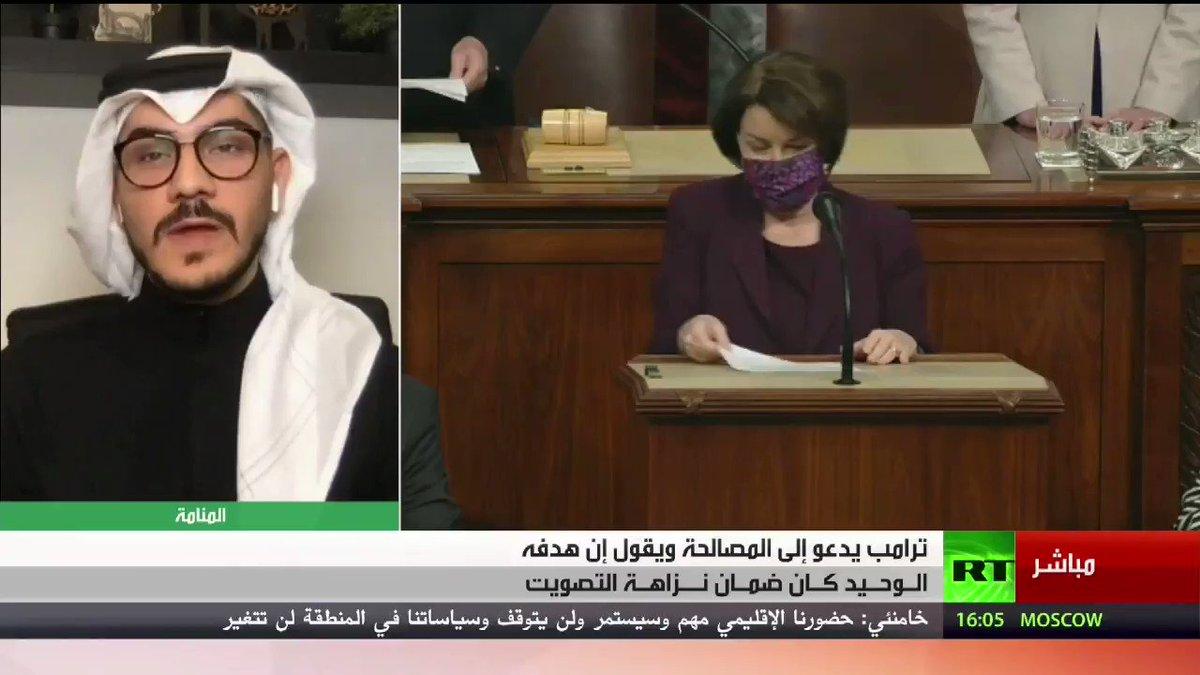 المنامة
ترامب يدعو إلى المصالحة ويقول إن هدفه
الوحيد كان ضمان نزاهة التصويت
RT
مباشر
خامنئي: حضورنا الإقليمي مهم وسيستمر ولن يتوقف وسياساتنا في المنطقة لن تتغير
16:05 MOSCOW